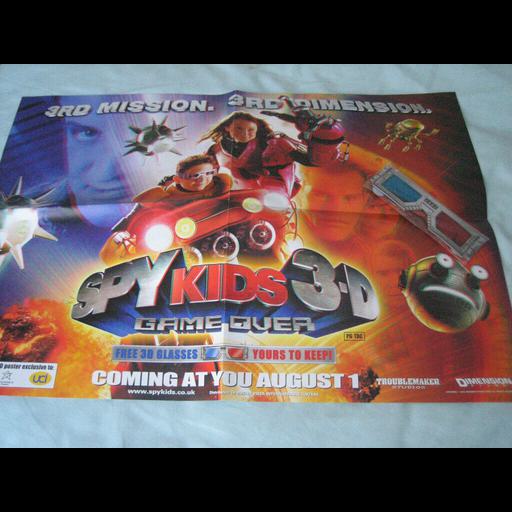 3RD MISSION. 3RD DIMENSION.
SPY KIDS 3-D
GAME OVER
FREE 3D GLASSES YOURS TO KEEP!
D poster exclusive to:
uci
COMING AT YOU AUGUST 1
www.spykids.co.uk
TROUBLEMAKER
STUDIOS
DIMENSION